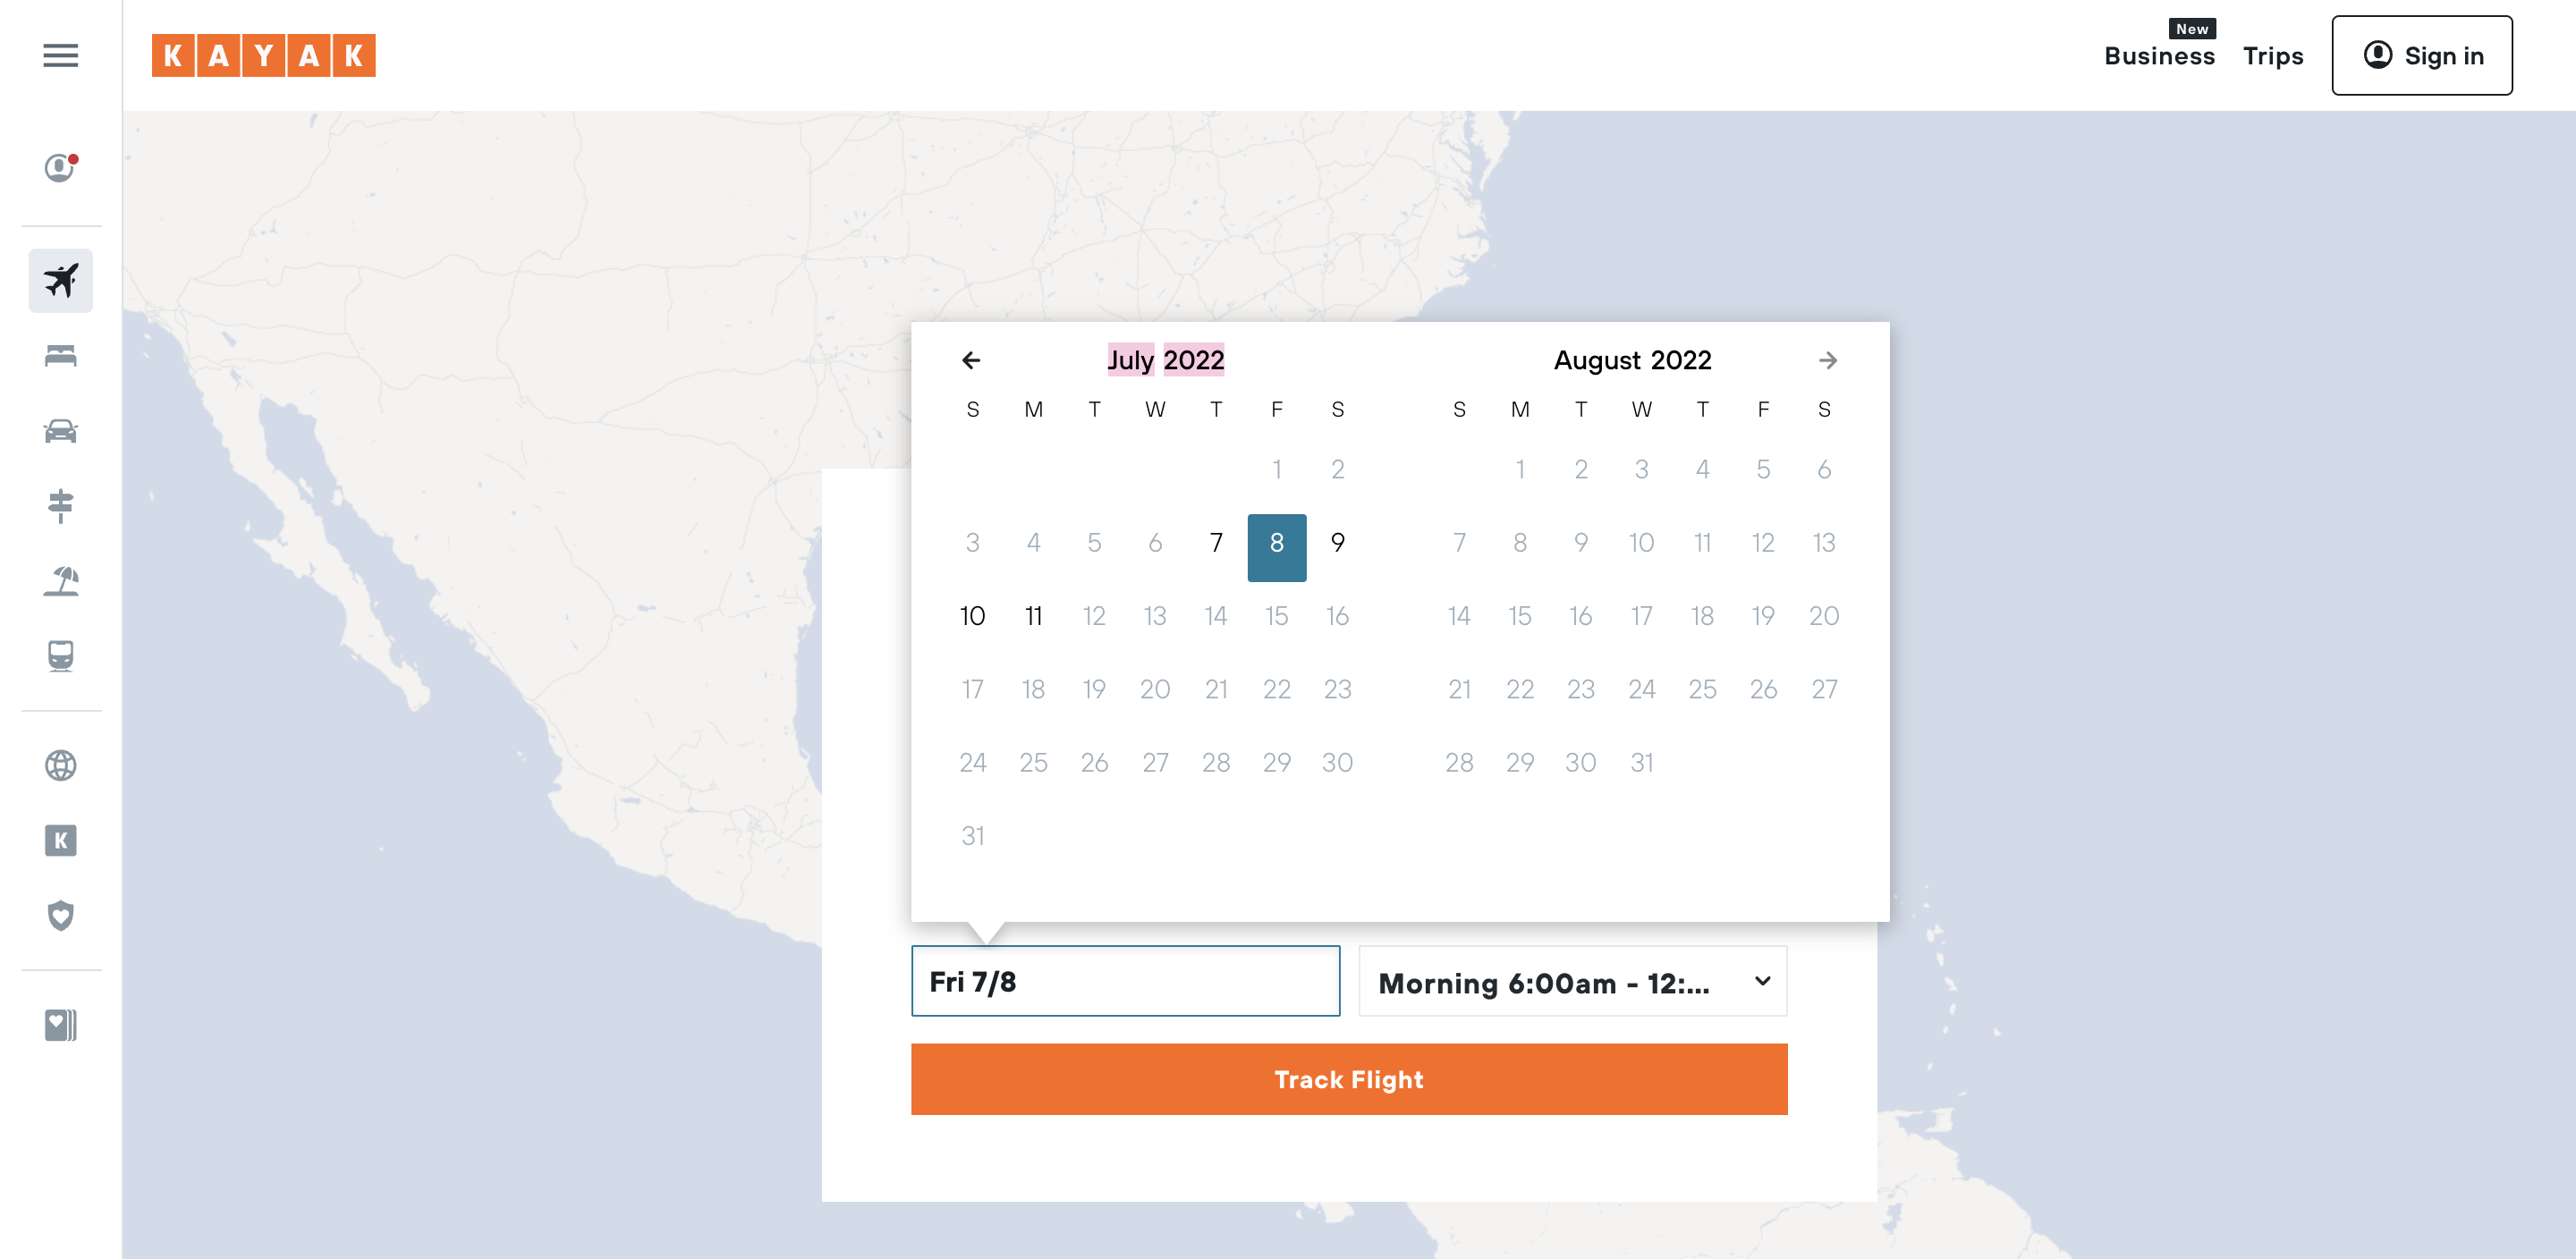 KAYAK
New
Business Trips Sign in
July 2022
S M T W T F S
1 2
3 4 5 6 7 8 9
10 11 12 13 14 15 16
17 18 19 20 21 22 23
24 25 26 27 28 29 30
31
August 2022
S M T W T F S
1 2 3 4 5 6
7 8 9 10 11 12 13
14 15 16 17 18 19 20
21 22 23 24 25 26 27
28 29 30 31
K
Fri 7/8
Morning 6:00am - 12:...
Track Flight